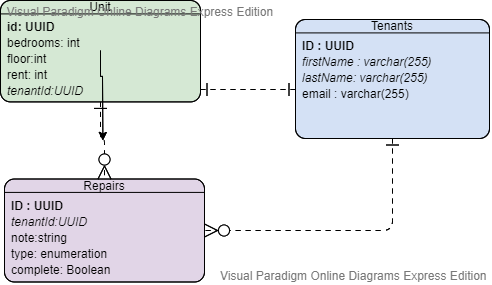 Visual Paradigm Online Diagrams Express Edition
Unit
id: UUID
bedrooms: int
floor:int
rent: int
tenantId:UUID
Tenants
ID : UUID
firstName : varchar(255)
lastName: varchar(255)
email : varchar(255)
Repairs
ID : UUID
tenantId:UUID
note:string
type: enumeration
complete: Boolean
Visual Paradigm Online Diagrams Express Edition